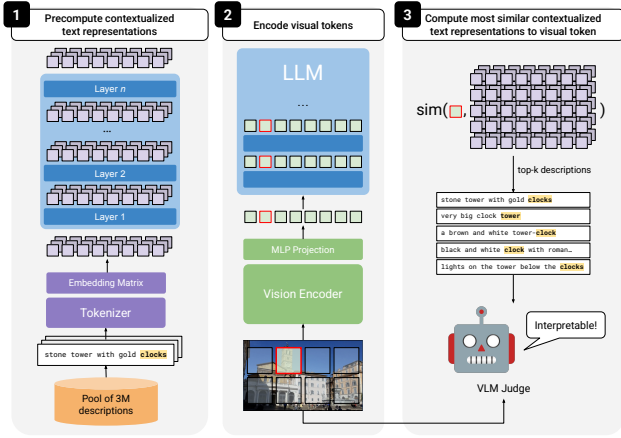 1
Precompute contextualized
text representations
Layer n
...
Layer 2
Layer 1
Embedding Matrix
Tokenizer
stone tower with gold clocks
Pool of 3M
descriptions
2
Encode visual tokens
LLM
...
MLP Projection
Vision Encoder
3
Compute most similar contextualized
text representations to visual token
sim( , )
top-k descriptions
stone tower with gold clocks
very big clock tower
a brown and white tower-clock
black and white clock with roman…
lights on the tower below the clocks
Interpretable!
VLM Judge